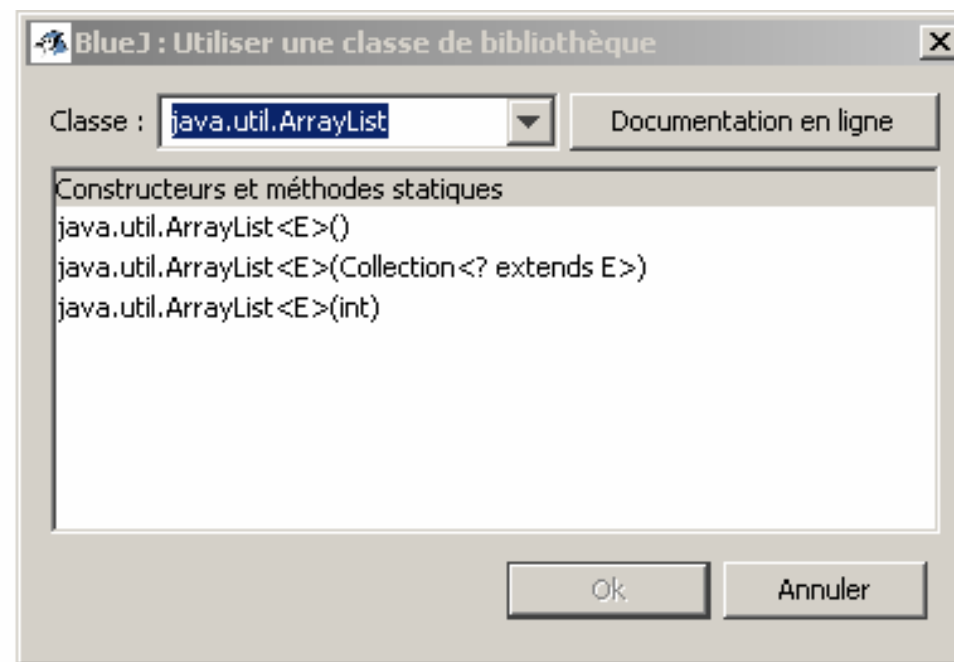 BlueJ : Utiliser une classe de bibliothèque
Classe : java.util.ArrayList Documentation en ligne
Constructeurs et méthodes statiques
java.util.ArrayList<E>()
java.util.ArrayList<E>(Collection<? extends E>)
java.util.ArrayList<E>(int)
Ok Annuler